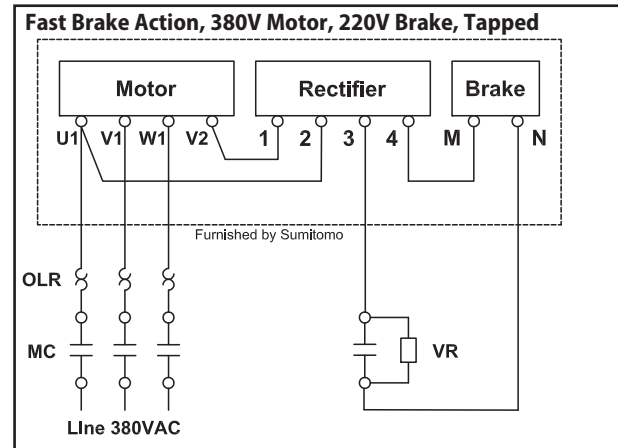 Fast Brake Action, 380V Motor, 220V Brake, Tapped
Motor Rectifier Brake
U1 V1 W1 V2 1 2 3 4 M N
Furnished by Sumitomo
OLR
MC VR
LIne 380VAC